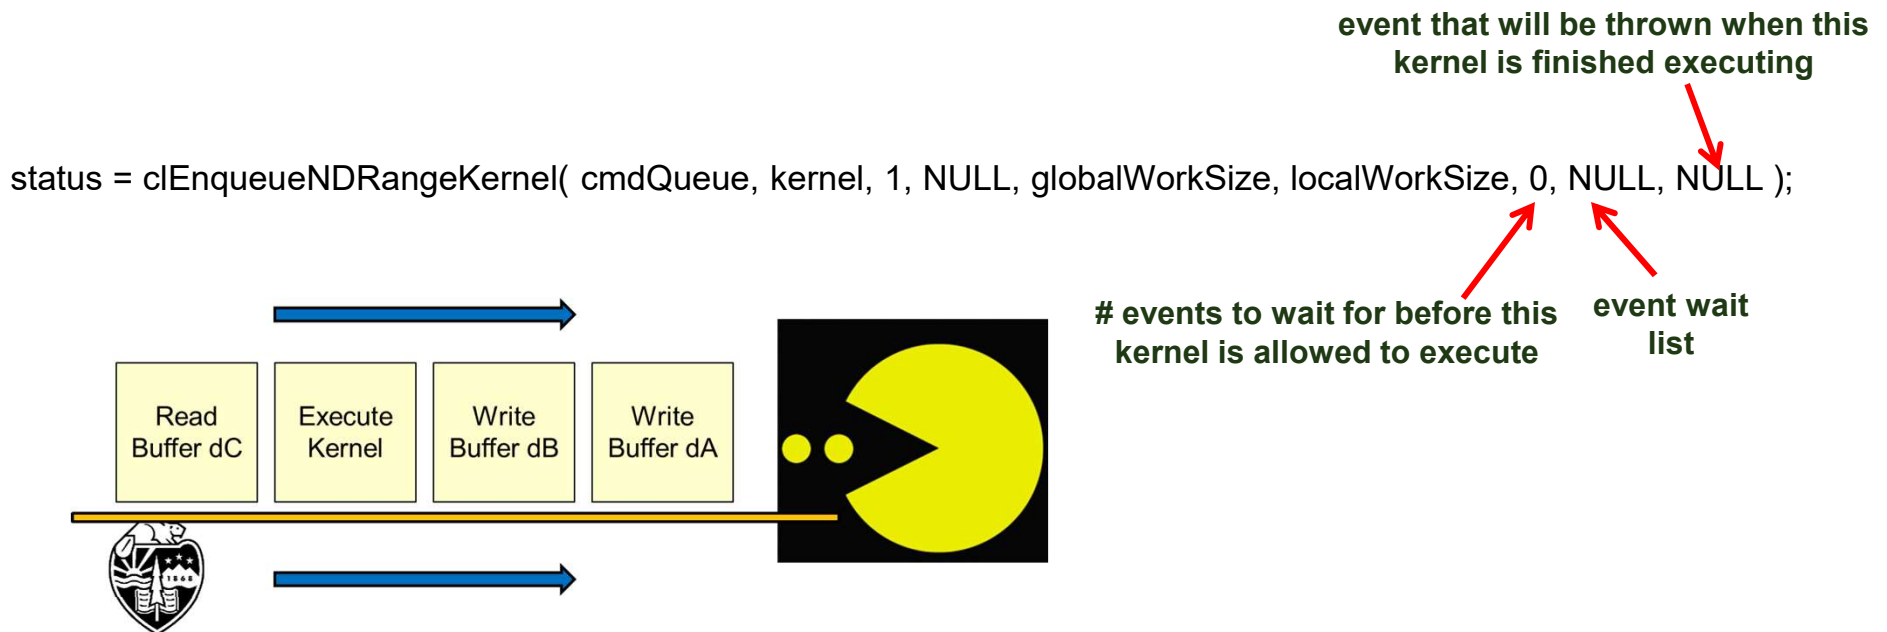 event that will be thrown when this
kernel is finished executing
status = clEnqueueNDRangeKernel( cmdQueue, kernel, 1, NULL, globalWorkSize, localWorkSize, 0, NULL, NULL );
# events to wait for before this
kernel is allowed to execute
event wait
list
Read
Buffer dC
Execute
Kernel
Write
Buffer dB
Write
Buffer dA
1868